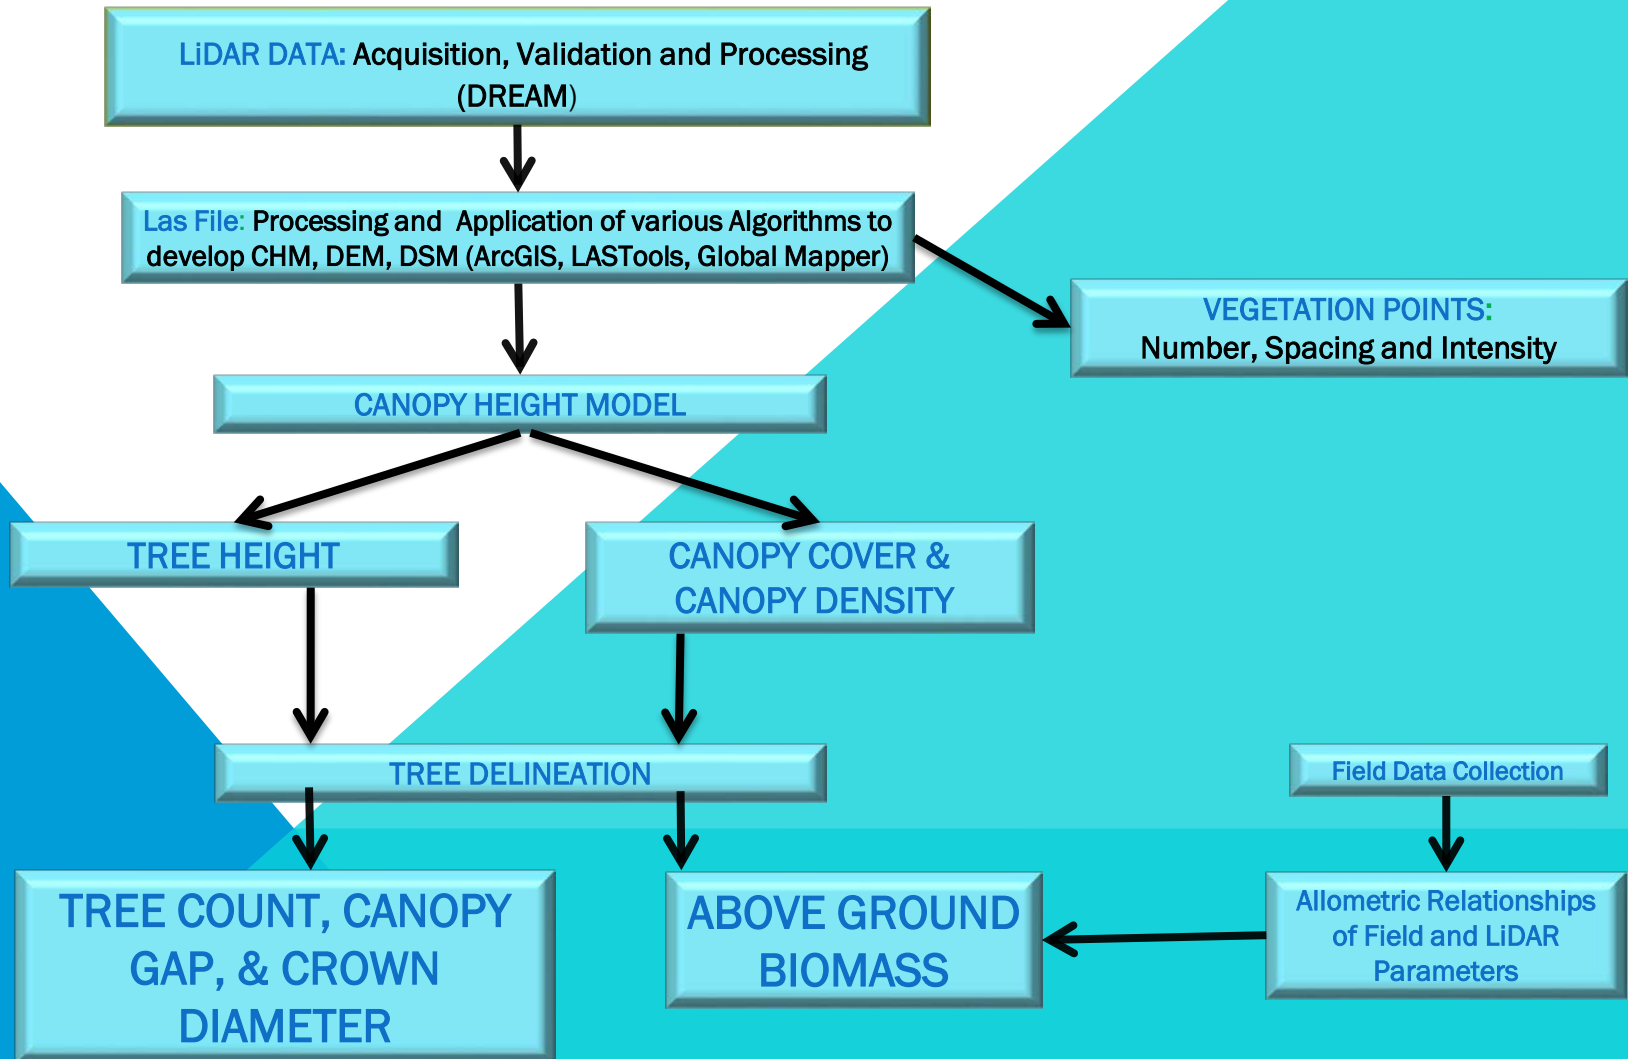 LiDAR DATA: Acquisition, Validation and Processing
(DREAM)
Las File: Processing and Application of various Algorithms to
develop CHM, DEM, DSM (ArcGIS, LASTools, Global Mapper)
VEGETATION POINTS:
Number, Spacing and Intensity
CANOPY HEIGHT MODEL
TREE HEIGHT
CANOPY COVER &
CANOPY DENSITY
TREE DELINEATION
Field Data Collection
TREE COUNT, CANOPY
GAP, & CROWN
DIAMETER
ABOVE GROUND
BIOMASS
Allometric Relationships
of Field and LiDAR
Parameters